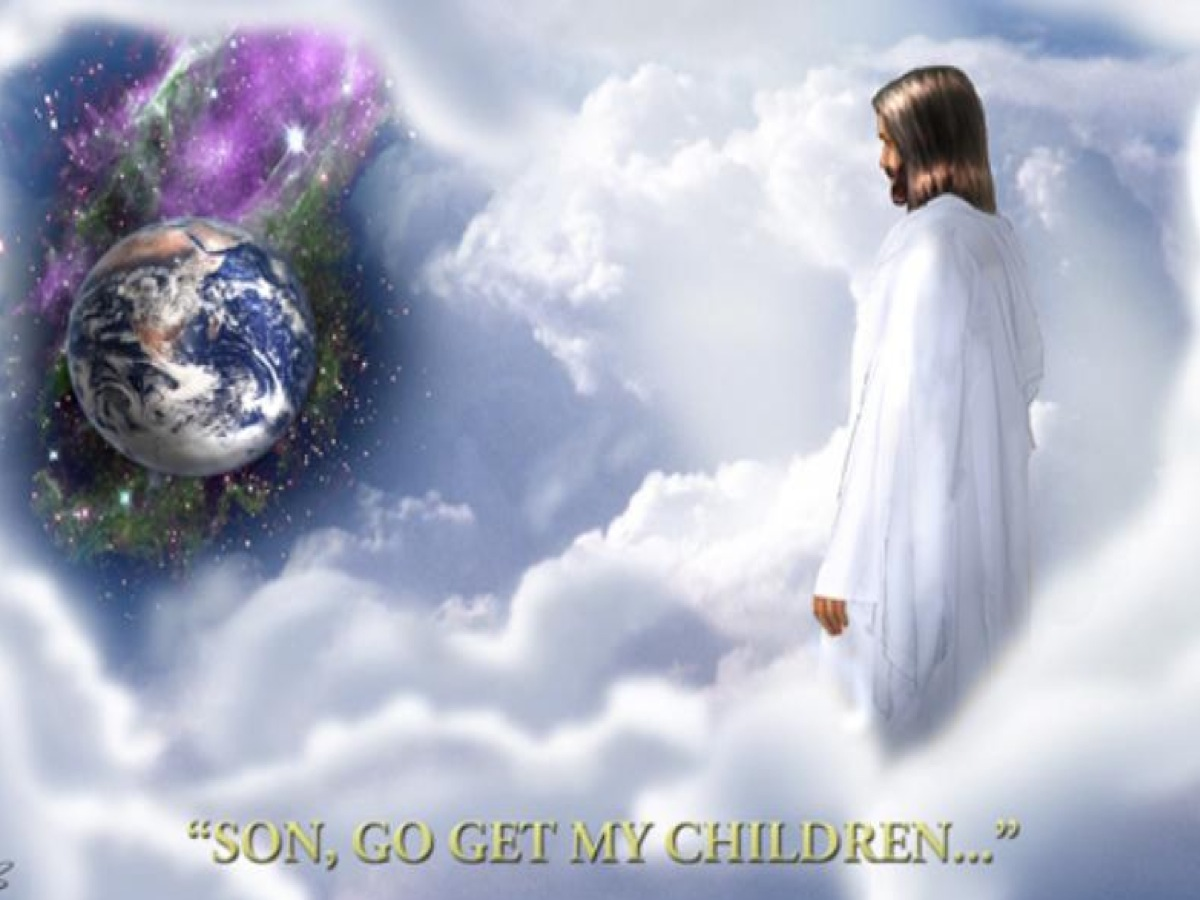 “SON, GO GET MY CHILDREN...”